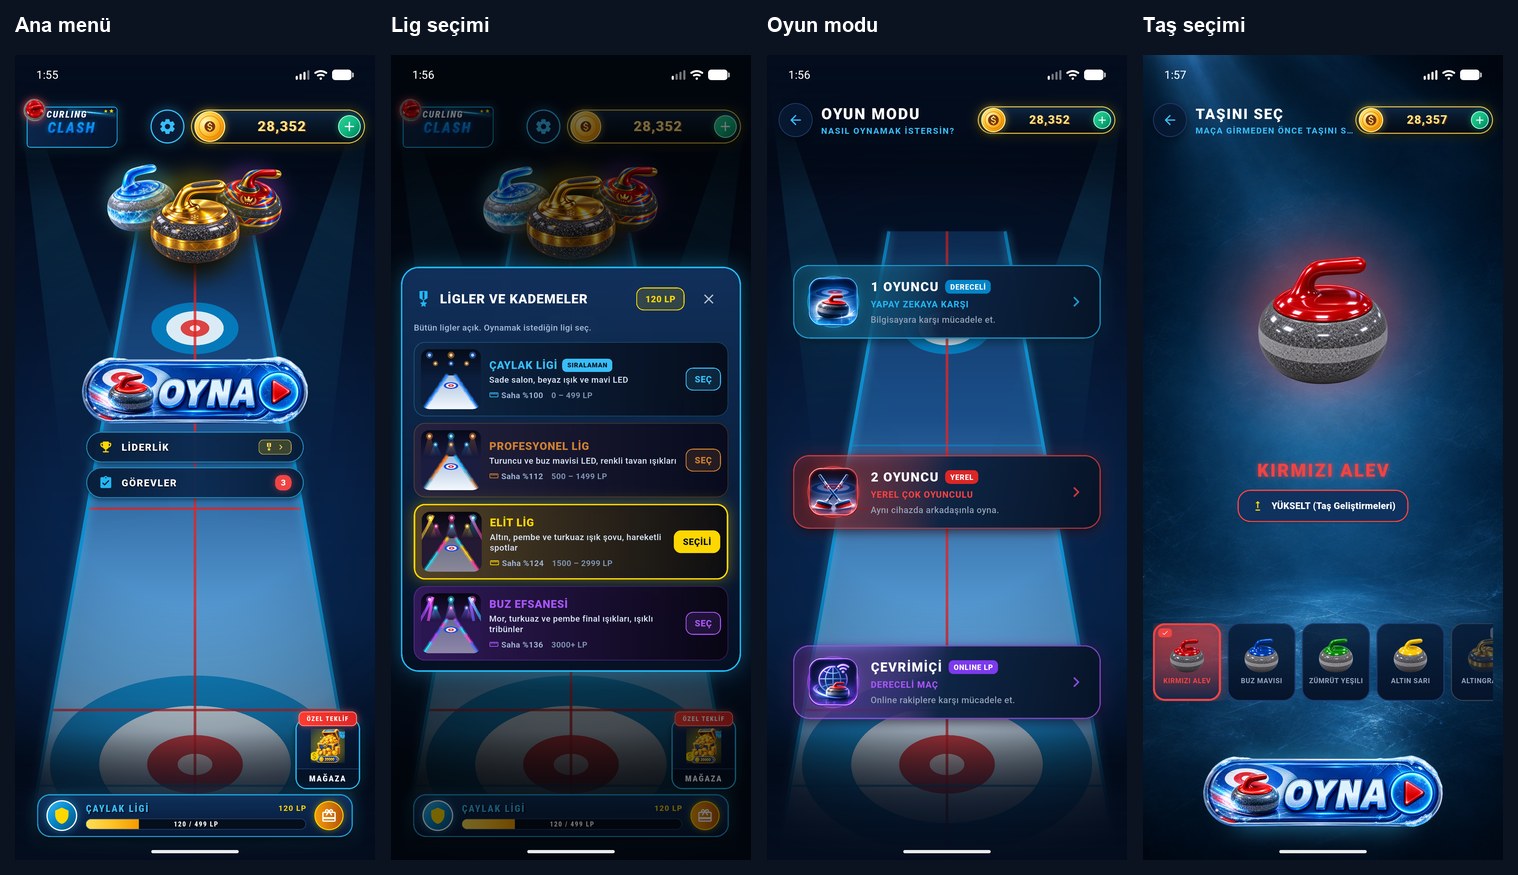 Ana menü
1:55
CURLING
CLASH
28,352
OYNA
LİDERLİK
GÖREVLER
3
ÖZEL TEKLİF
MAĞAZA
ÇAYLAK LİGİ
120 LP
120 / 499 LP
Lig seçimi
1:56
CURLING
CLASH
28,352
LİGLER VE KADEMELER
120 LP
Bütün ligler açık. Oynamak istediğin ligi seç.
ÇAYLAK LİGİ
SIRALAMAN
Sade salon, beyaz ışık ve mavi LED
Saha %100 0 – 499 LP
SEÇ
PROFESYONEL LİG
Turuncu ve buz mavisi LED, renkli tavan ışıkları
Saha %112 500 – 1499 LP
SEÇ
ELİT LİG
Altın, pembe ve turkuaz ışık şovu, hareketli
spotlar
Saha %124 1500 – 2999 LP
SEÇİLİ
BUZ EFSANESİ
Mor, turkuaz ve pembe final ışıkları, ışıklı
tribünler
Saha %136 3000+ LP
SEÇ
ÖZEL TEKLİF
MAĞAZA
ÇAYLAK LİGİ
120 LP
120 / 499 LP
Oyun modu
1:56
OYUN MODU
NASIL OYNAMAK İSTERSİN?
28,352
1 OYUNCU
DERECELİ
YAPAY ZEKAYA KARŞI
Bilgisayara karşı mücadele et.
2 OYUNCU
YEREL
YEREL ÇOK OYUNCULU
Aynı cihazda arkadaşınla oyna.
ÇEVRİMİÇİ
ONLINE LP
DERECELİ MAÇ
Online rakiplere karşı mücadele et.
Taş seçimi
1:57
TAŞINI SEÇ
MAÇA GİRMEDEN ÖNCE TAŞINI S...
28,357
KIRMIZI ALEV
YÜKSELT (Taş Geliştirmeleri)
KIRMIZI ALEV
BUZ MAVISI
ZÜMRÜT YEŞILI
ALTIN SARI
ALTINGRA
OYNA